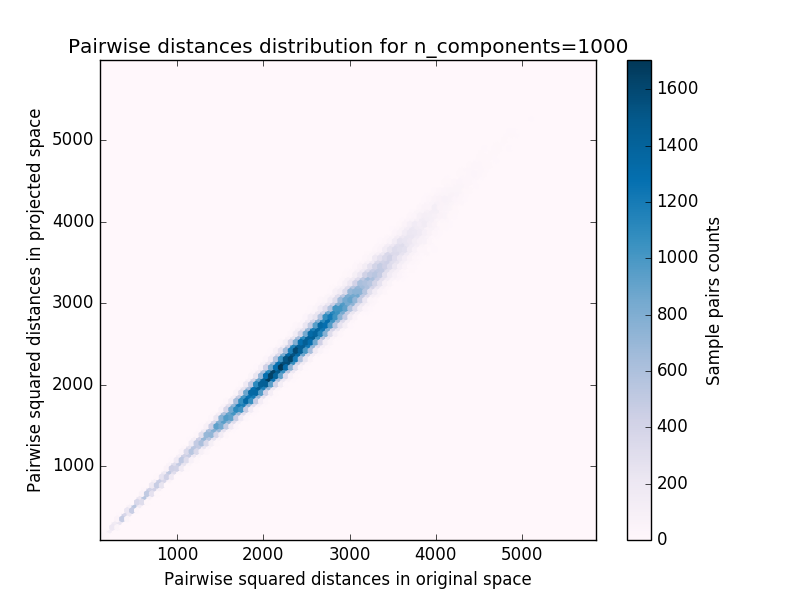 Pairwise distances distribution for n_components=1000
Pairwise squared distances in projected space
5000
4000
3000
2000
1000
1000 2000 3000 4000 5000
Pairwise squared distances in original space
1600
1400
1200
1000
800
600
400
200
0
Sample pairs counts